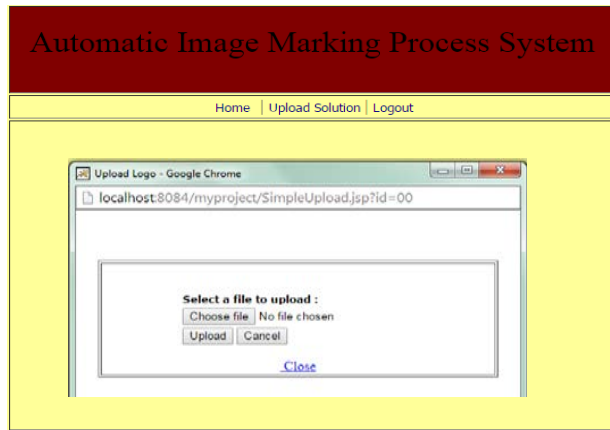 Automatic Image Marking Process System
Home | Upload Solution | Logout
Upload Logo - Google Chrome
localhost:8084/myproject/SimpleUpload.jsp?id=00
Select a file to upload :
Choose file No file chosen
Upload Cancel
Close